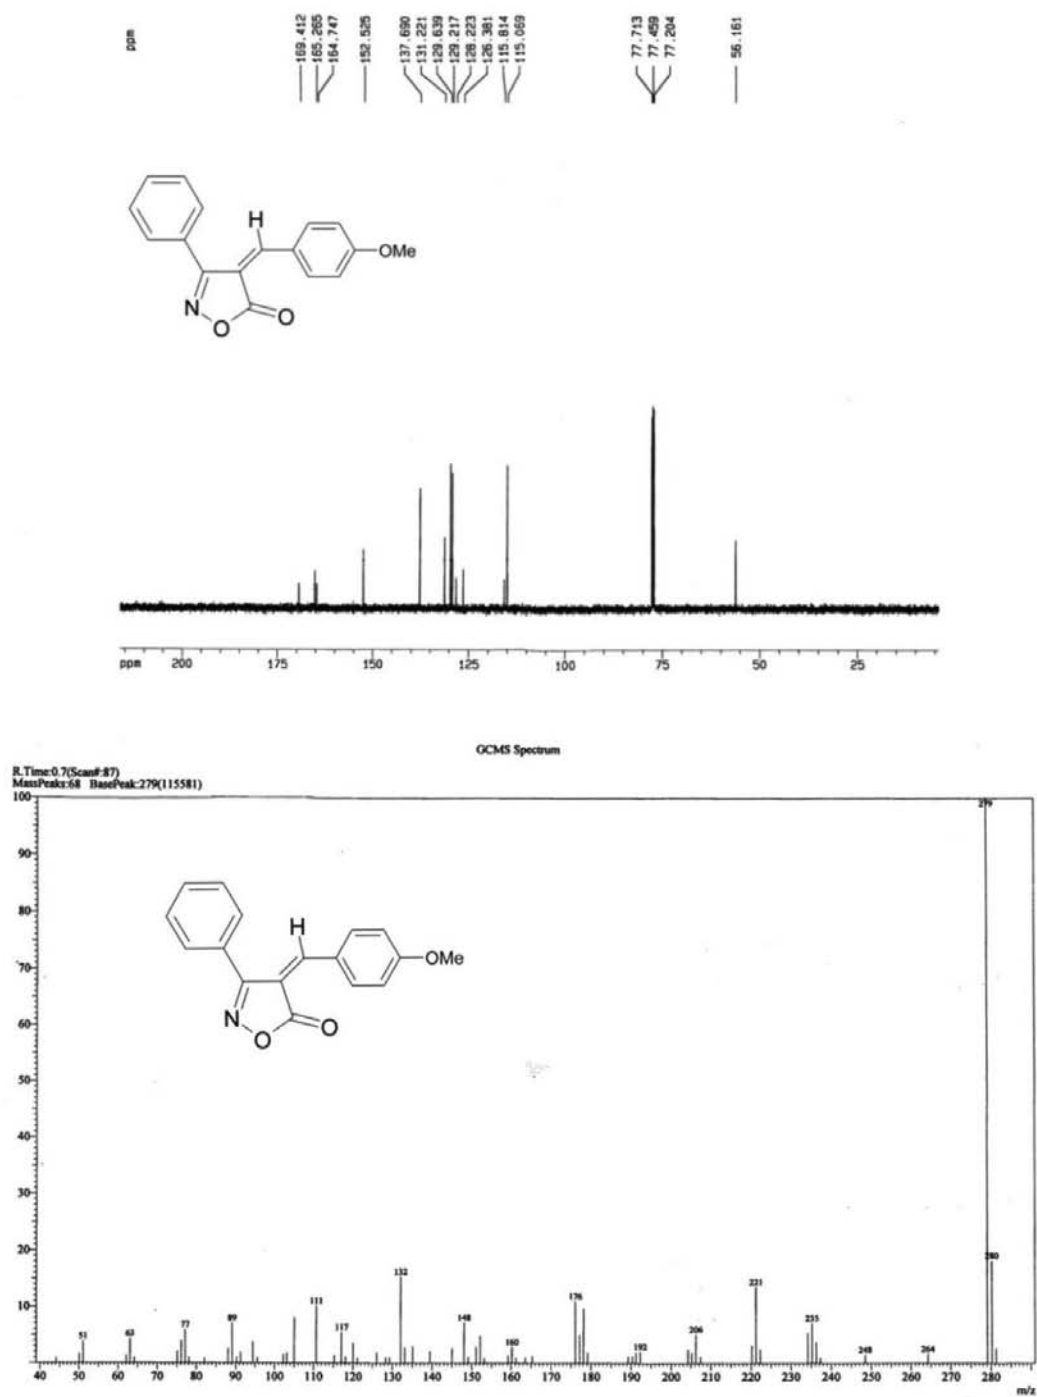 ppm
169.412
165.265
164.747
152.525
137.690
131.221
129.639
129.217
128.223
126.381
115.814
115.069
77.713
77.459
77.204
56.161
H
OMe
N
O
O
ppm 200 175 150 125 100 75 50 25
GCMS Spectrum
R.Time:0.7(Scan#:87)
MassPeaks:68 BasePeak:279(115581)
100
279
90
80
H
70
OMe
N
O
60
O
50
40
30
20
280
132
221
10
111
176
51
63
77
89
117
148
160
192
206
235
248
264
40 50 60 70 80 90 100 110 120 130 140 150 160 170 180 190 200 210 220 230 240 250 260 270 280
m/z